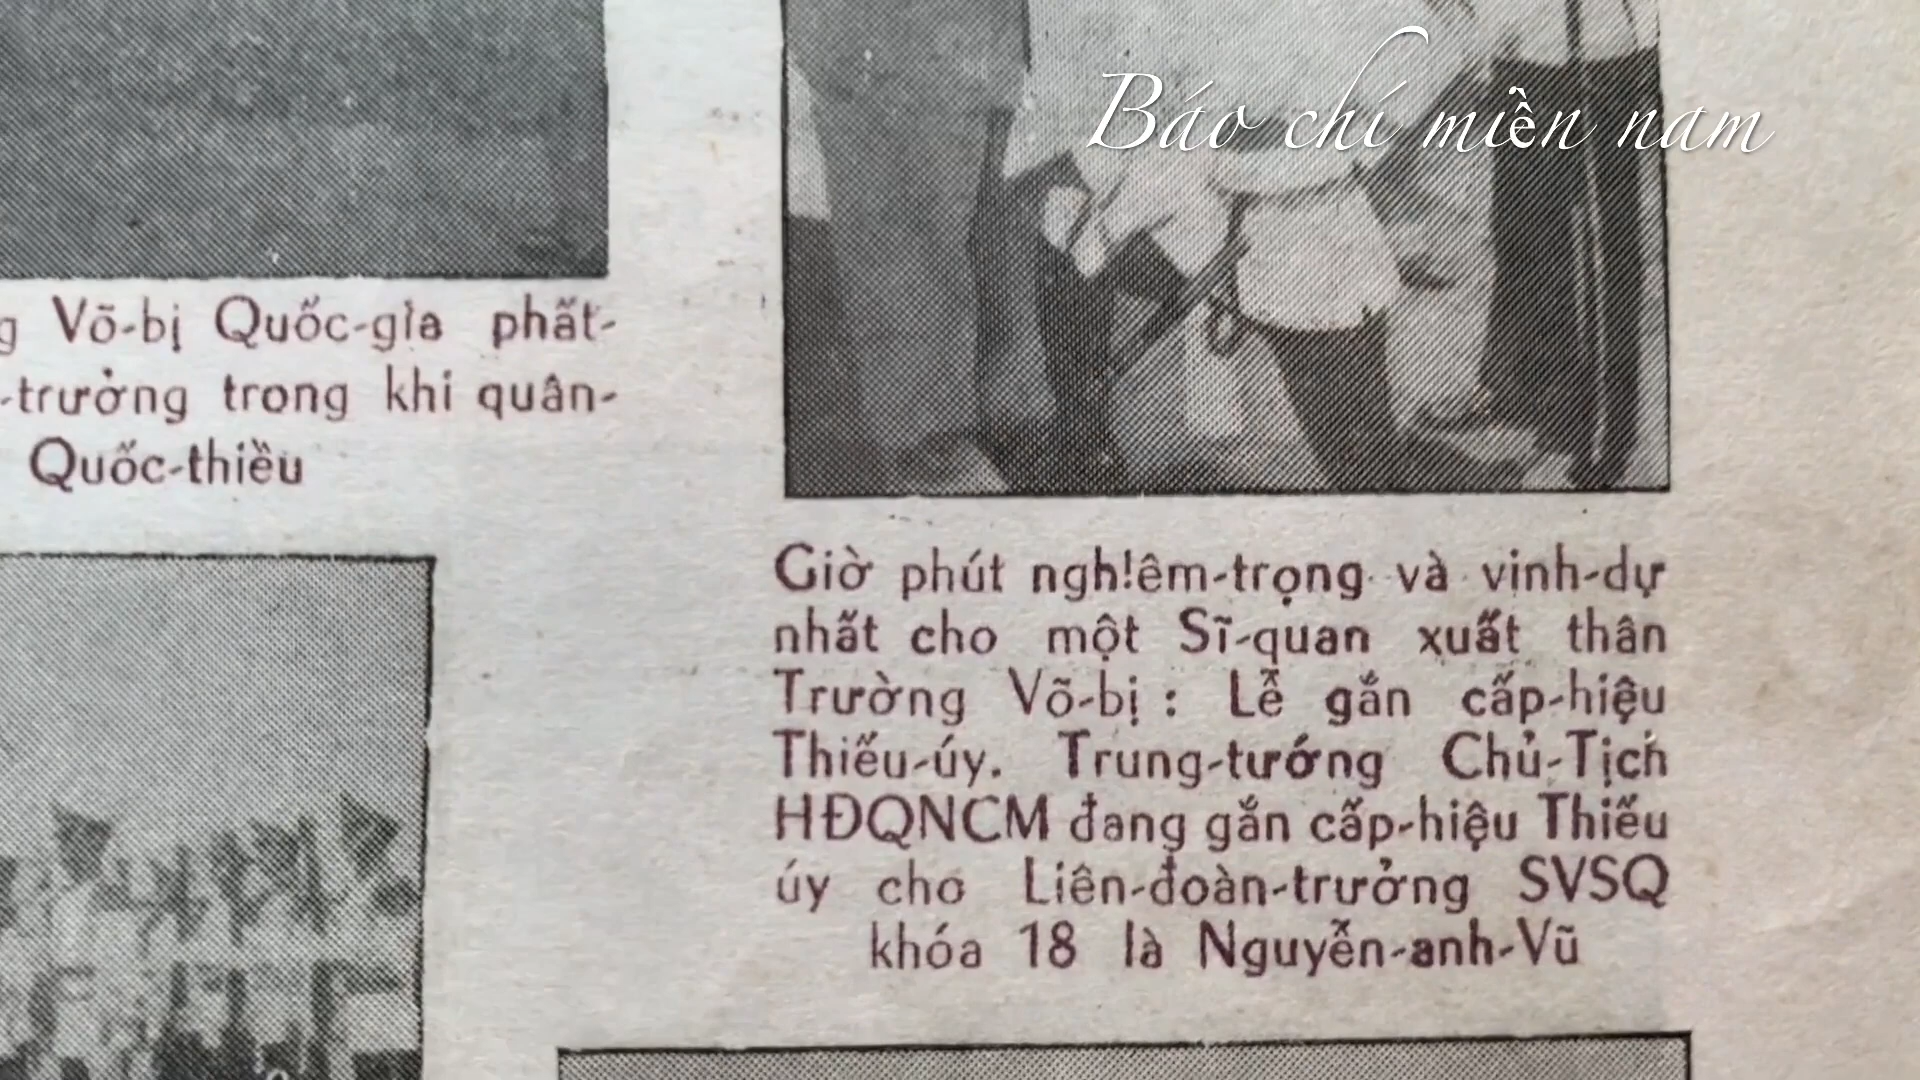 Báo chí miền nam
g Võ-bị Quốc-gia phất-
-trưởng trong khi quân-
Quốc-thiều
Giờ phút ngh!êm-trọng và vinh-dự
nhất cho một Sĩ-quan xuất thân
Trường Võ-bị : Lễ gắn cấp-hiệu
Thiếu-úy. Trung-tướng Chủ-Tịch
HĐQNCM đang gắn cấp-hiệu Thiếu
úy cho Liên-đoàn-trưởng SVSQ
khóa 18 là Nguyễn-anh-Vũ